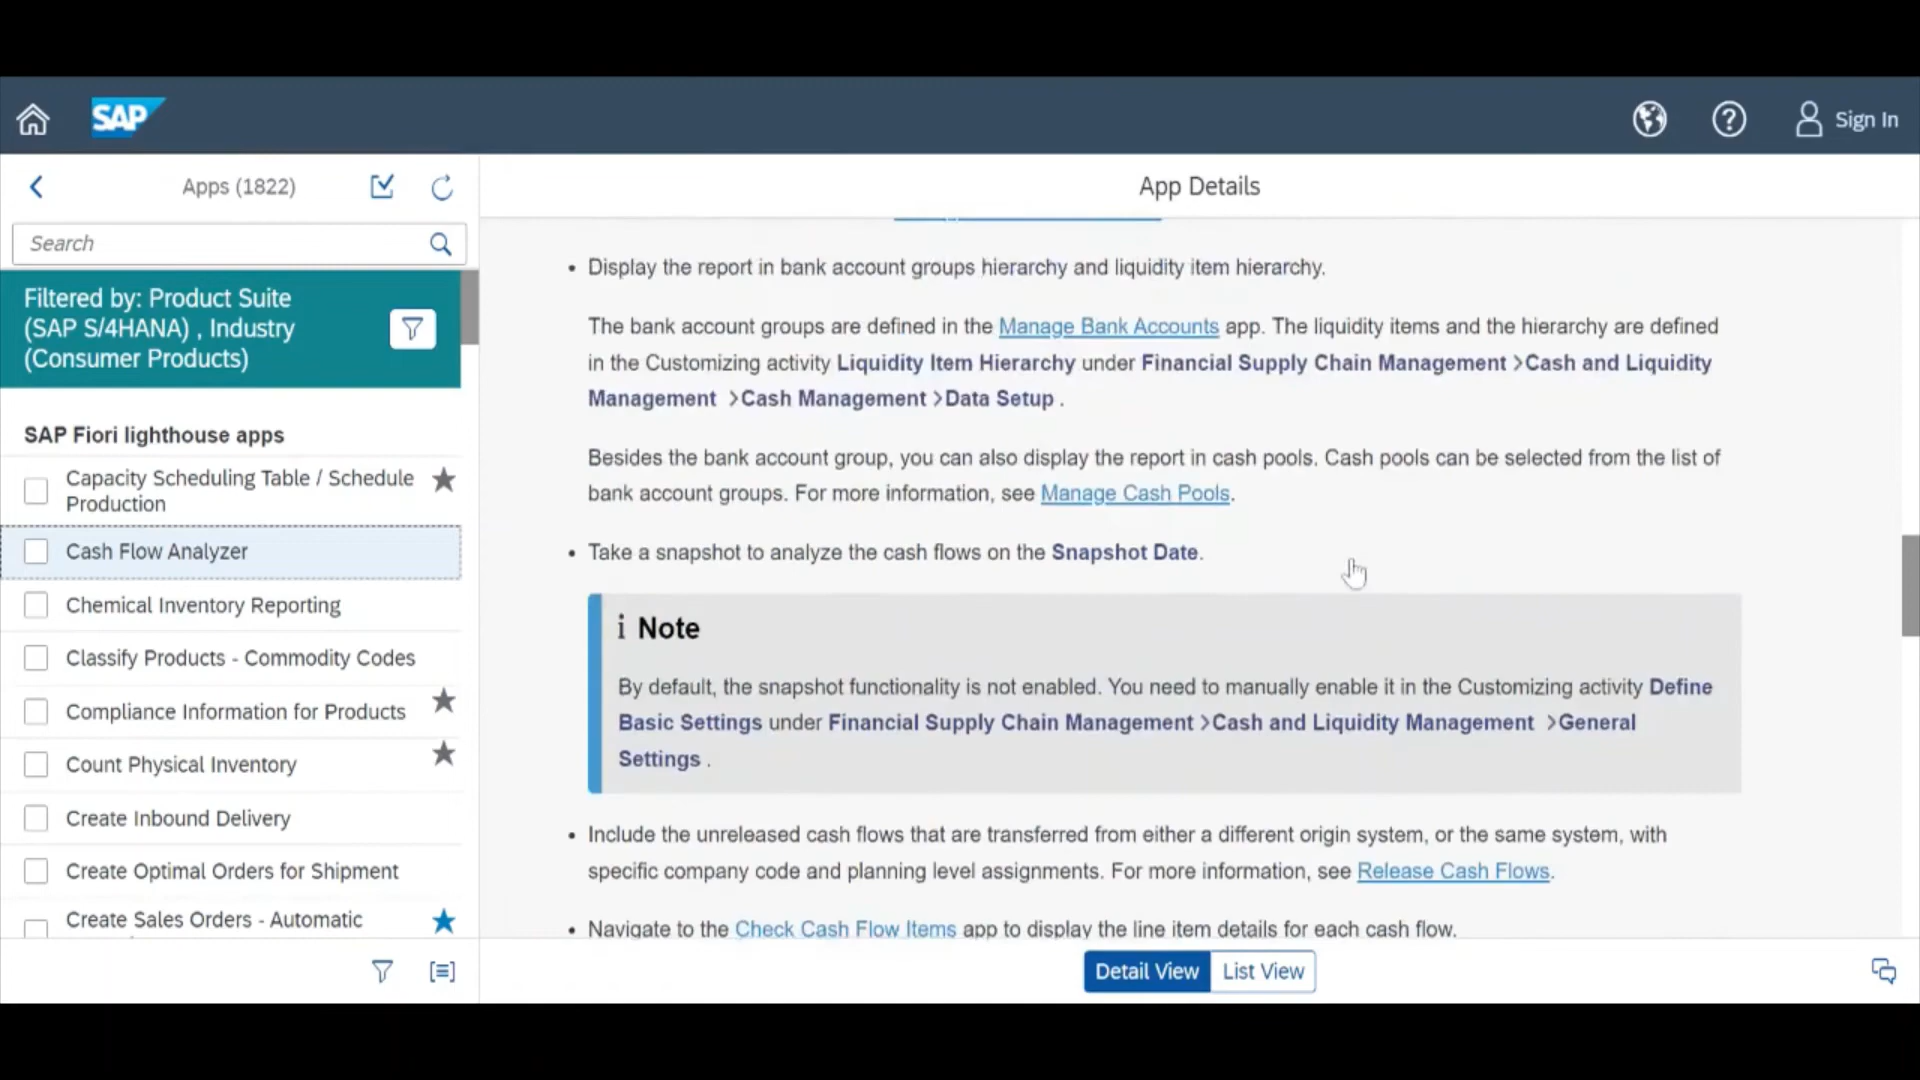 SAP
Sign In
Apps (1822)
App Details
Search
Filtered by: Product Suite
(SAP S/4HANA) , Industry
(Consumer Products)
SAP Fiori lighthouse apps
Capacity Scheduling Table / Schedule
Production
Cash Flow Analyzer
Chemical Inventory Reporting
Classify Products - Commodity Codes
Compliance Information for Products
Count Physical Inventory
Create Inbound Delivery
Create Optimal Orders for Shipment
Create Sales Orders - Automatic
• Display the report in bank account groups hierarchy and liquidity item hierarchy.
The bank account groups are defined in the Manage Bank Accounts app. The liquidity items and the hierarchy are defined
in the Customizing activity Liquidity Item Hierarchy under Financial Supply Chain Management >Cash and Liquidity
Management >Cash Management >Data Setup .
Besides the bank account group, you can also display the report in cash pools. Cash pools can be selected from the list of
bank account groups. For more information, see Manage Cash Pools.
• Take a snapshot to analyze the cash flows on the Snapshot Date.
i Note
By default, the snapshot functionality is not enabled. You need to manually enable it in the Customizing activity Define
Basic Settings under Financial Supply Chain Management >Cash and Liquidity Management >General
Settings .
• Include the unreleased cash flows that are transferred from either a different origin system, or the same system, with
specific company code and planning level assignments. For more information, see Release Cash Flows.
• Navigate to the Check Cash Flow Items app to display the line item details for each cash flow.
Detail View
List View